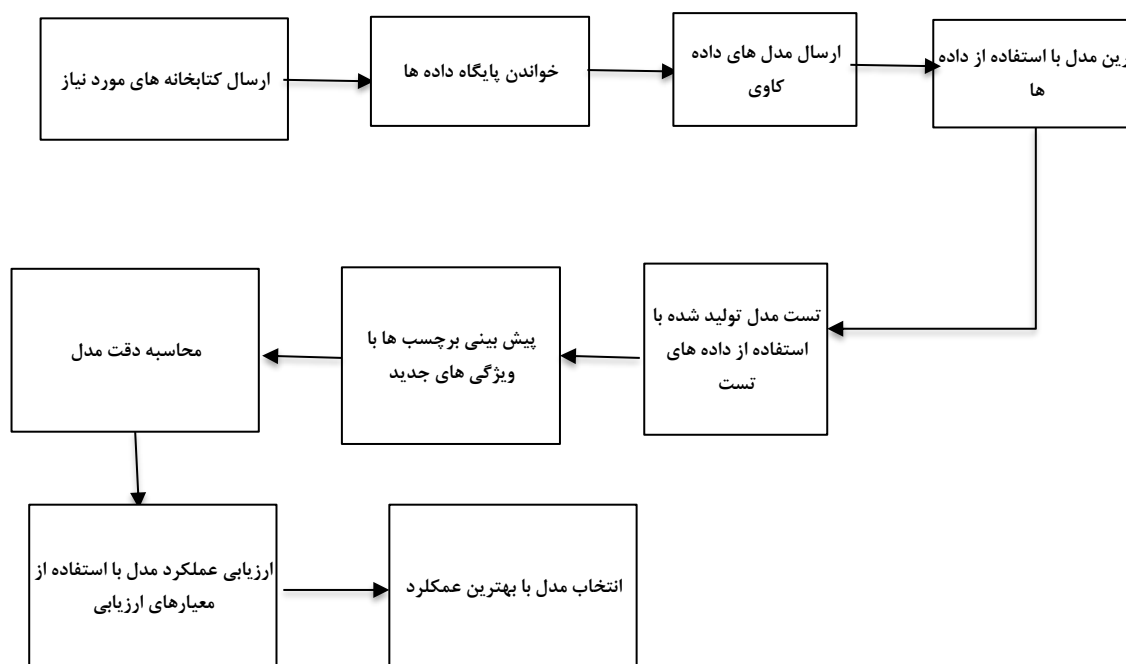 ارسال کتابخانه های مورد نیاز
خواندن پایگاه داده ها
ارسال مدل های داده
کاوی
مدل با استفاده از داده
ها
تست مدل تولید شده با
استفاده از داده های
تست
پیش بینی برچسب ها با
ویژگی های جدید
محاسبه دقت مدل
ارزیابی عملکرد مدل با استفاده از
معیارهای ارزیابی
انتخاب مدل با بهترین عمکلرد